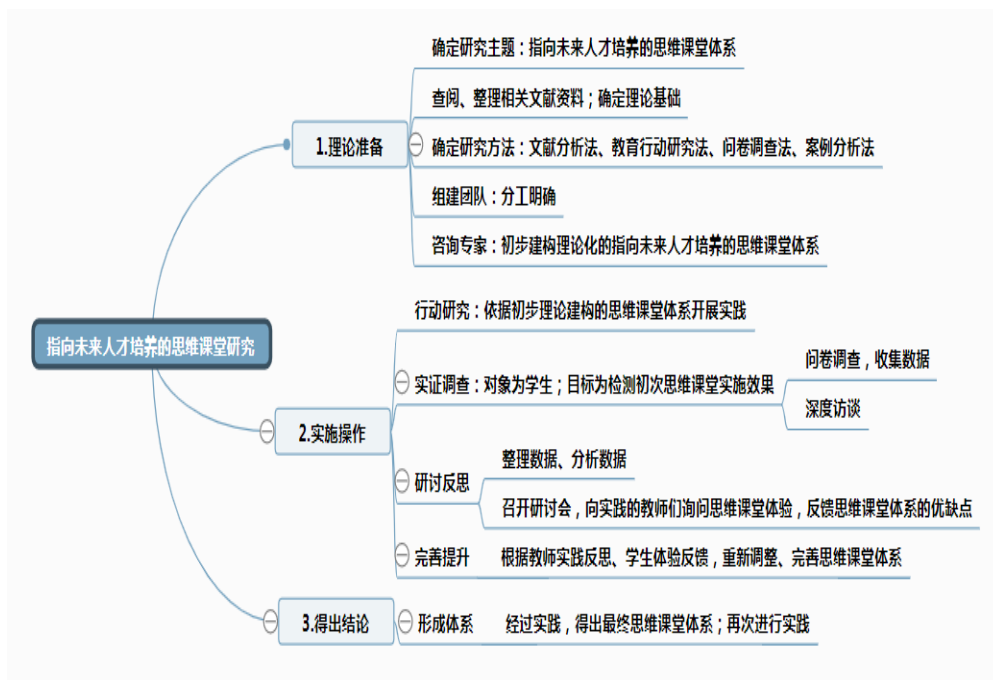 指向未来人才培养的思维课堂研究
1.理论准备
确定研究主题：指向未来人才培养的思维课堂体系
查阅、整理相关文献资料；确定理论基础
确定研究方法：文献分析法、教育行动研究法、问卷调查法、案例分析法
组建团队：分工明确
咨询专家：初步建构理论化的指向未来人才培养的思维课堂体系
2.实施操作
行动研究：依据初步理论建构的思维课堂体系开展实践
实证调查：对象为学生；目标为检测初次思维课堂实施效果
问卷调查，收集数据
深度访谈
研讨反思
整理数据、分析数据
召开研讨会，向实践的教师们询问思维课堂体验，反馈思维课堂体系的优缺点
完善提升
根据教师实践反思、学生体验反馈，重新调整、完善思维课堂体系
3.得出结论
形成体系
经过实践，得出最终思维课堂体系；再次进行实践